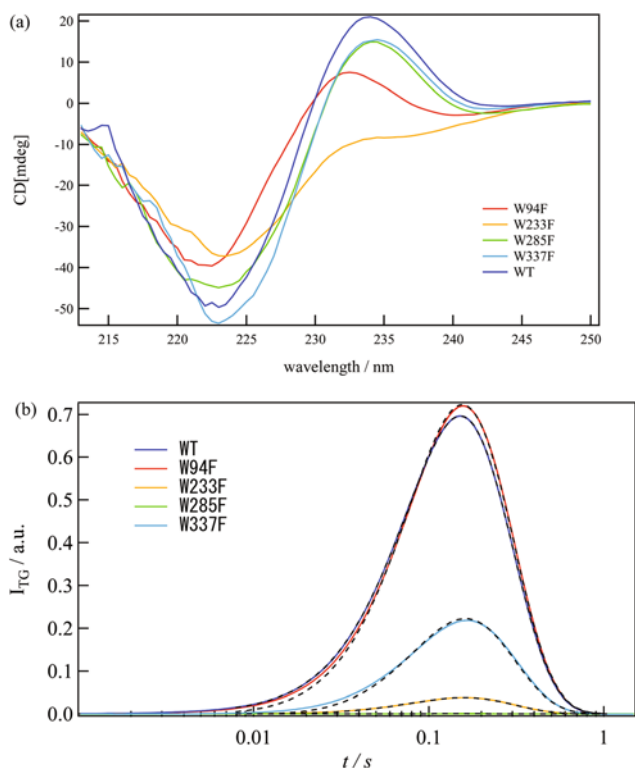 (a)
20
10
0
-10
-20
-30
-40
-50
CD[mdeg]
W94F
W233F
W285F
W337F
WT
215 220 225 230 235 240 245 250
wavelength / nm
(b)
0.7
0.6
0.5
0.4
0.3
0.2
0.1
0.0
I_TG / a.u.
WT
W94F
W233F
W285F
W337F
0.01 0.1 1
t / s